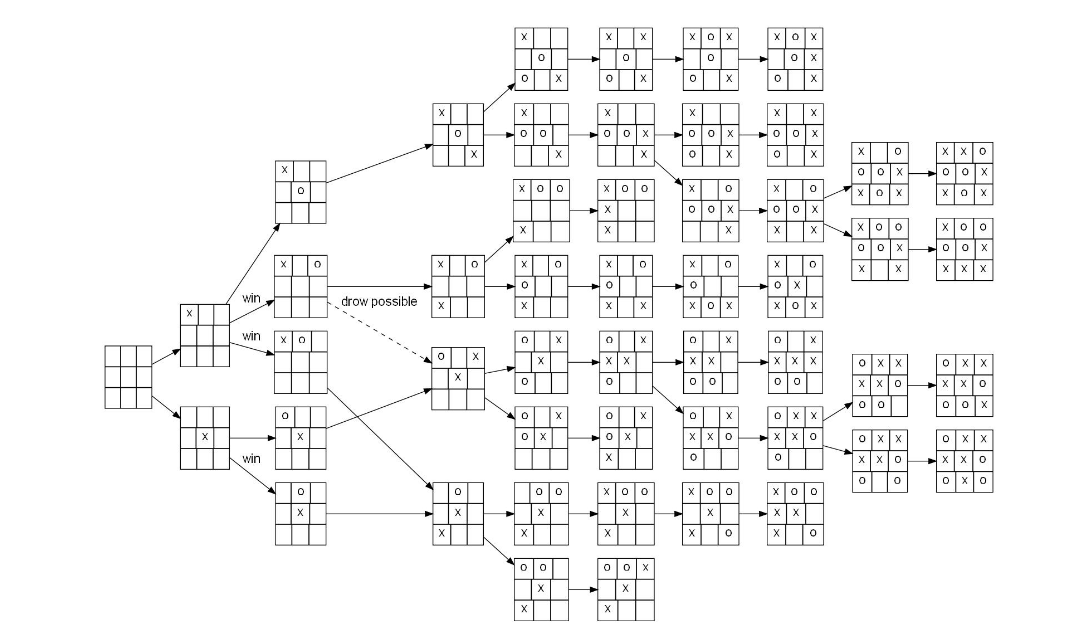 X X X X O X X O X
O O O O X
O X O X O X O X
X X X X X X
O O O O O X O O X O O X
X X X O X O X
X O X X O
X O O X O O X
X O X X O X
X O O X O O X O X O
O X O O X O O X
X X X X
X O O X O O
O O X O O X
X X X O X
X O X O X O X O X O X O
O O O O X
X O X O X X O X X O X
win
drow possible
X
win
X O O X O X O X O X
X X X X X X X X
O O O O O O
O X
X
O X X O X X
X X O X X O
O O O O X
O O X O X O X X O X X
X X O X O X X X O X X O
X O O
O X X O X X
X X O X X O
O O O X O
win
O O O O X O O X O O X O O
X X X X X X X
X X X X O X O
O O O O X
X X
X X